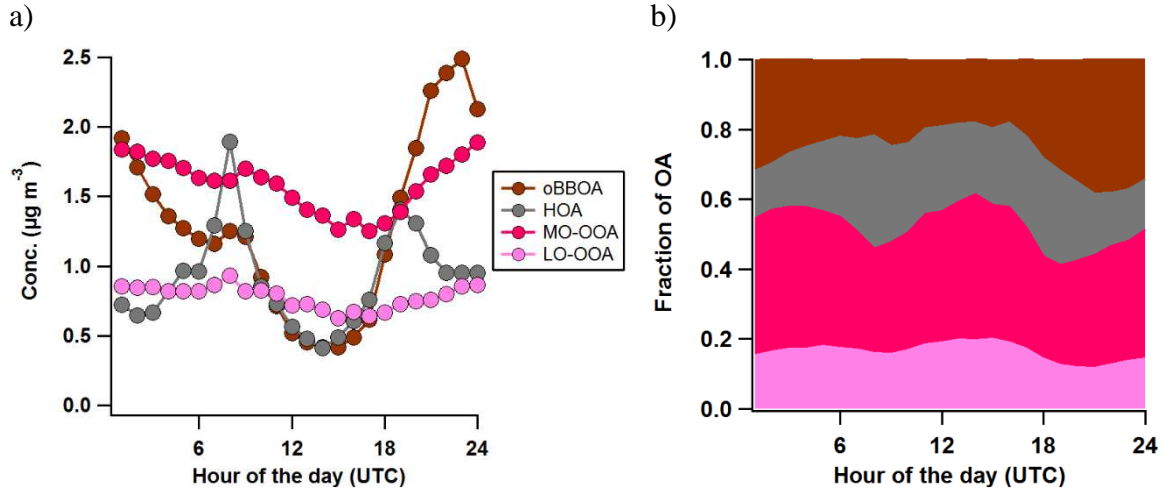 a)
2.5
2.0
1.5
1.0
0.5
0.0
Conc. (µg m⁻³)
6
12
18
24
Hour of the day (UTC)
oBBOA
HOA
MO-OOA
LO-OOA
b)
1.0
0.8
0.6
0.4
0.2
0.0
Fraction of OA
6
12
18
24
Hour of the day (UTC)